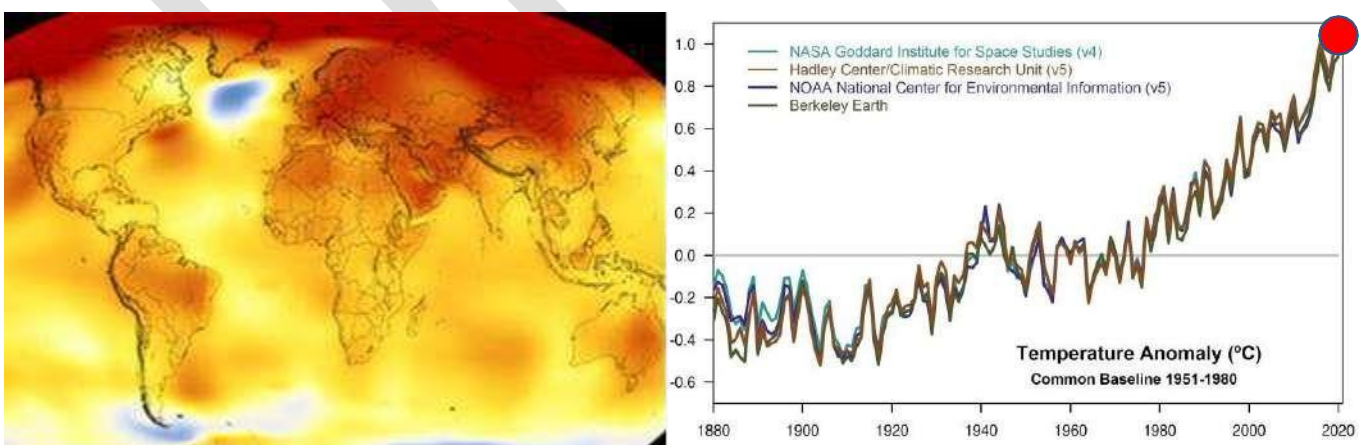 1.0
0.8
0.6
0.4
0.2
0.0
-0.2
-0.4
-0.6
NASA Goddard Institute for Space Studies (v4)
Hadley Center/Climatic Research Unit (v5)
NOAA National Center for Environmental Information (v5)
Berkeley Earth
Temperature Anomaly (ºC)
Common Baseline 1951-1980
1880 1900 1920 1940 1960 1980 2000 2020